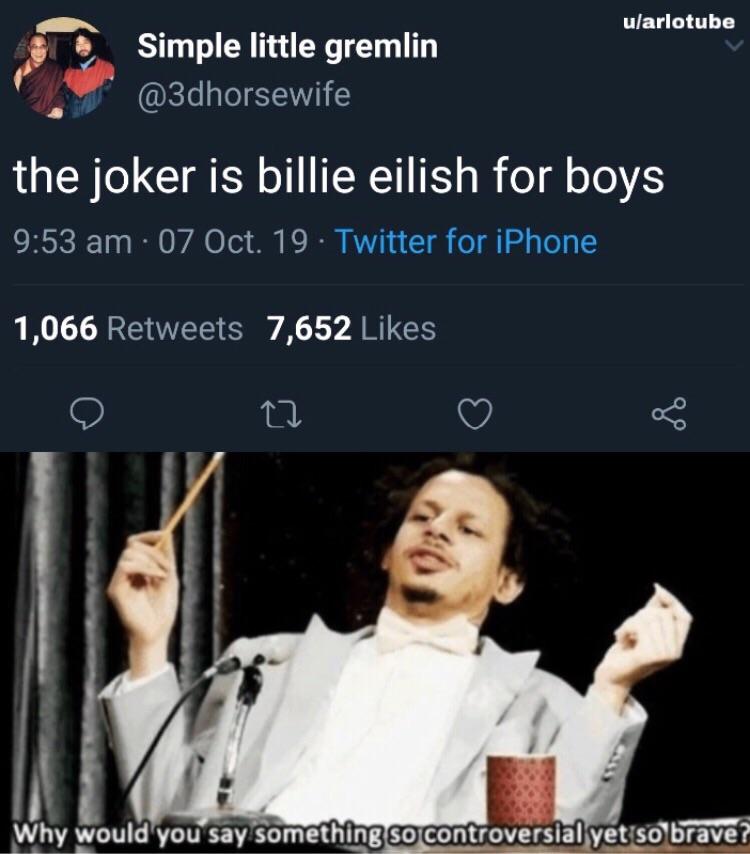 u/arlotube
Simple little gremlin
@3dhorsewife
the joker is billie eilish for boys
9:53 am · 07 Oct. 19 · Twitter for iPhone
1,066 Retweets 7,652 Likes
Why would you say something so controversial yet so brave?